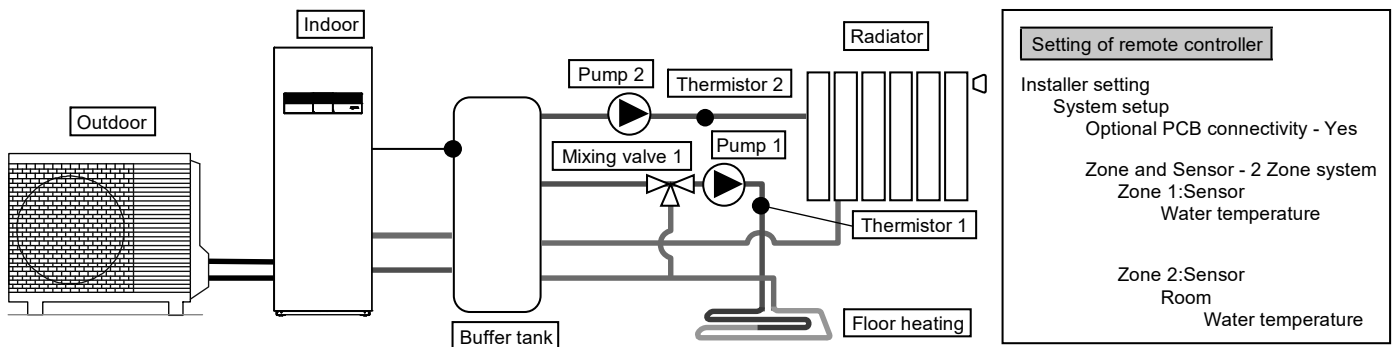 Indoor
Outdoor
Buffer tank
Pump 2
Thermistor 2
Radiator
Mixing valve 1
Pump 1
Thermistor 1
Floor heating
Setting of remote controller
Installer setting
System setup
Optional PCB connectivity - Yes
Zone and Sensor - 2 Zone system
Zone 1:Sensor
Water temperature
Zone 2:Sensor
Room
Water temperature